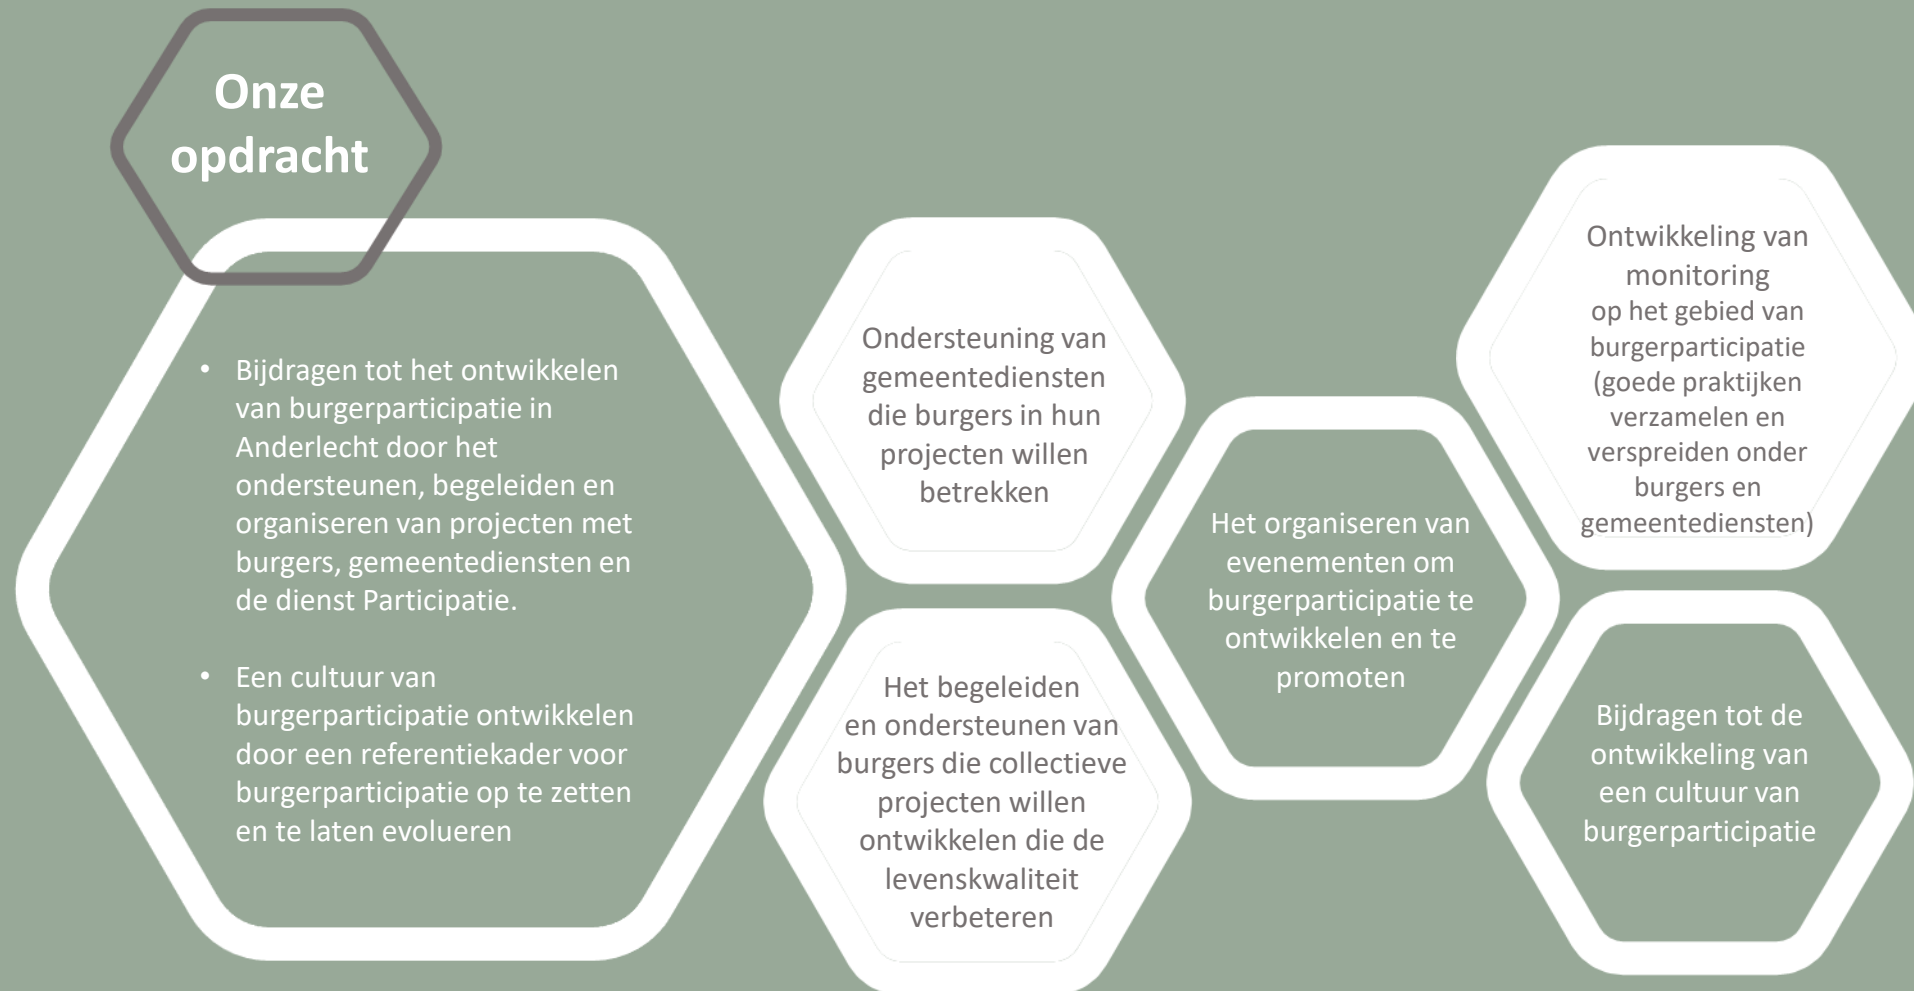 Onze
opdracht
• Bijdragen tot het ontwikkelen
van burgerparticipatie in
Anderlecht door het
ondersteunen, begeleiden en
organiseren van projecten met
burgers, gemeentediensten en
de dienst Participatie.
• Een cultuur van
burgerparticipatie ontwikkelen
door een referentiekader voor
burgerparticipatie op te zetten
en te laten evolueren
Ondersteuning van
gemeentediensten
die burgers in hun
projecten willen
betrekken
Het begeleiden
en ondersteunen van
burgers die collectieve
projecten willen
ontwikkelen die de
levenskwaliteit
verbeteren
Het organiseren van
evenementen om
burgerparticipatie te
ontwikkelen en te
promoten
Ontwikkeling van
monitoring
op het gebied van
burgerparticipatie
(goede praktijken
verzamelen en
verspreiden onder
burgers en
gemeentediensten)
Bijdragen tot de
ontwikkeling van
een cultuur van
burgerparticipatie